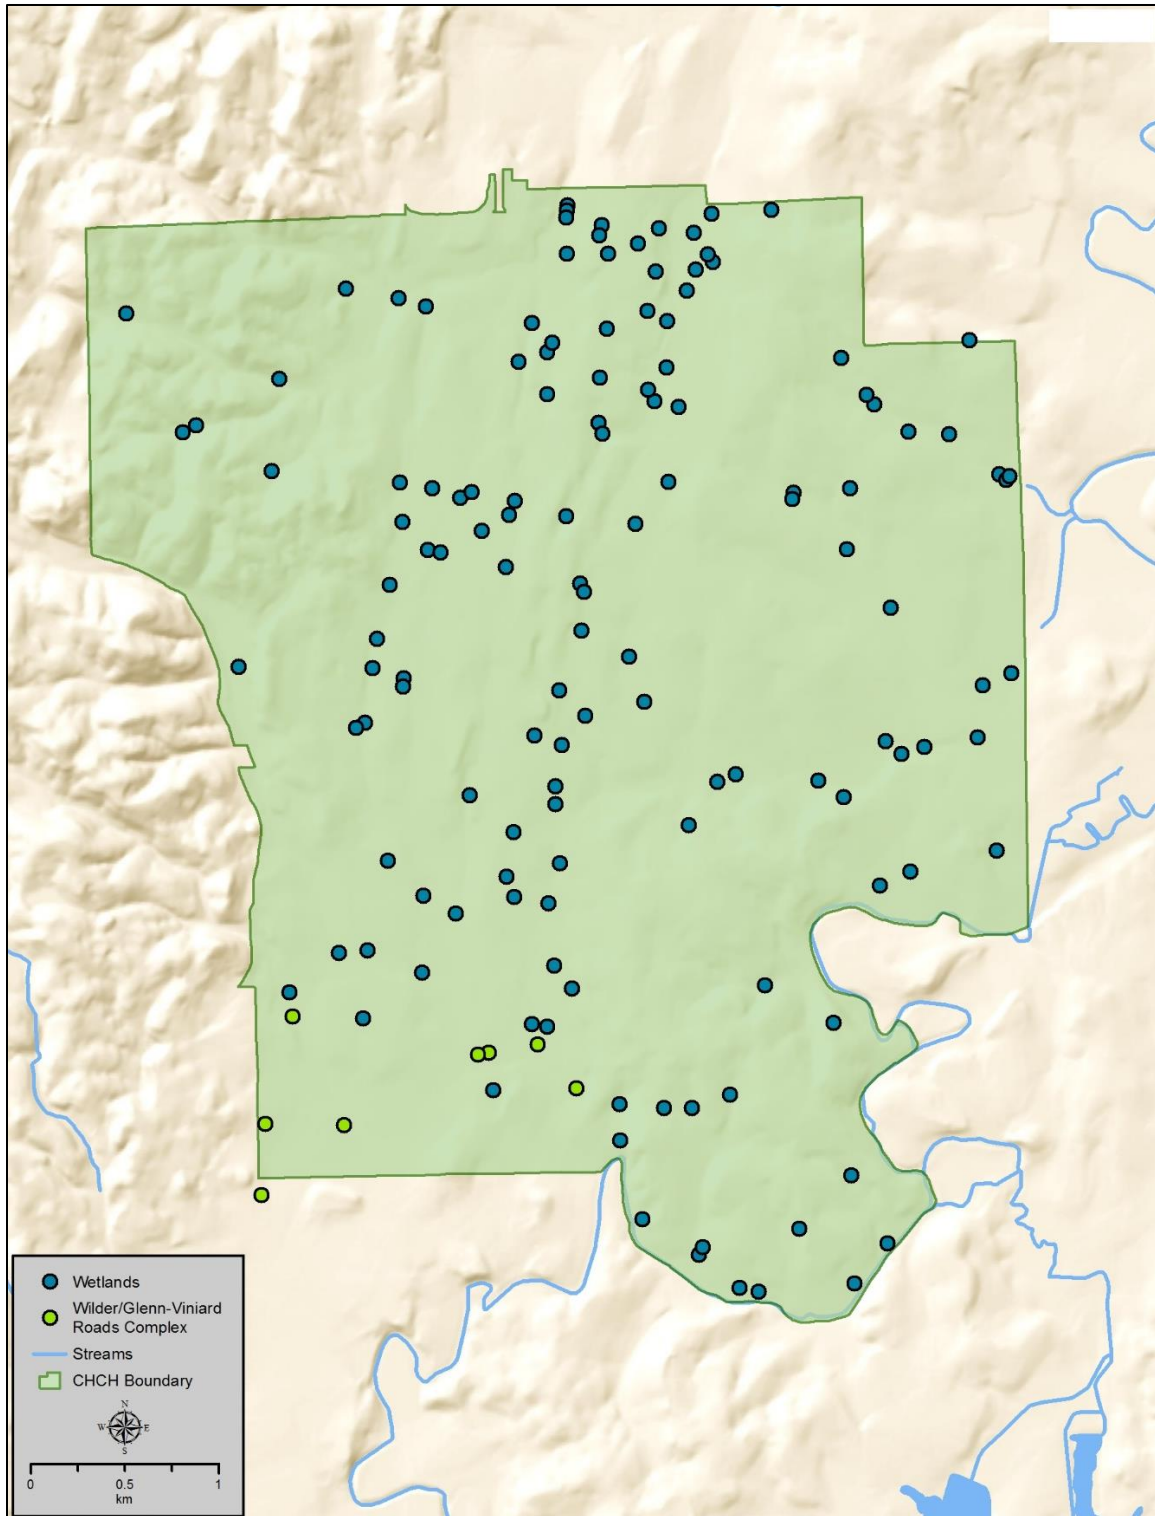 Wetlands
Wilder/Glenn-Viniard
Roads Complex
Streams
CHCH Boundary
N
W E
S
0 0.5 1
km